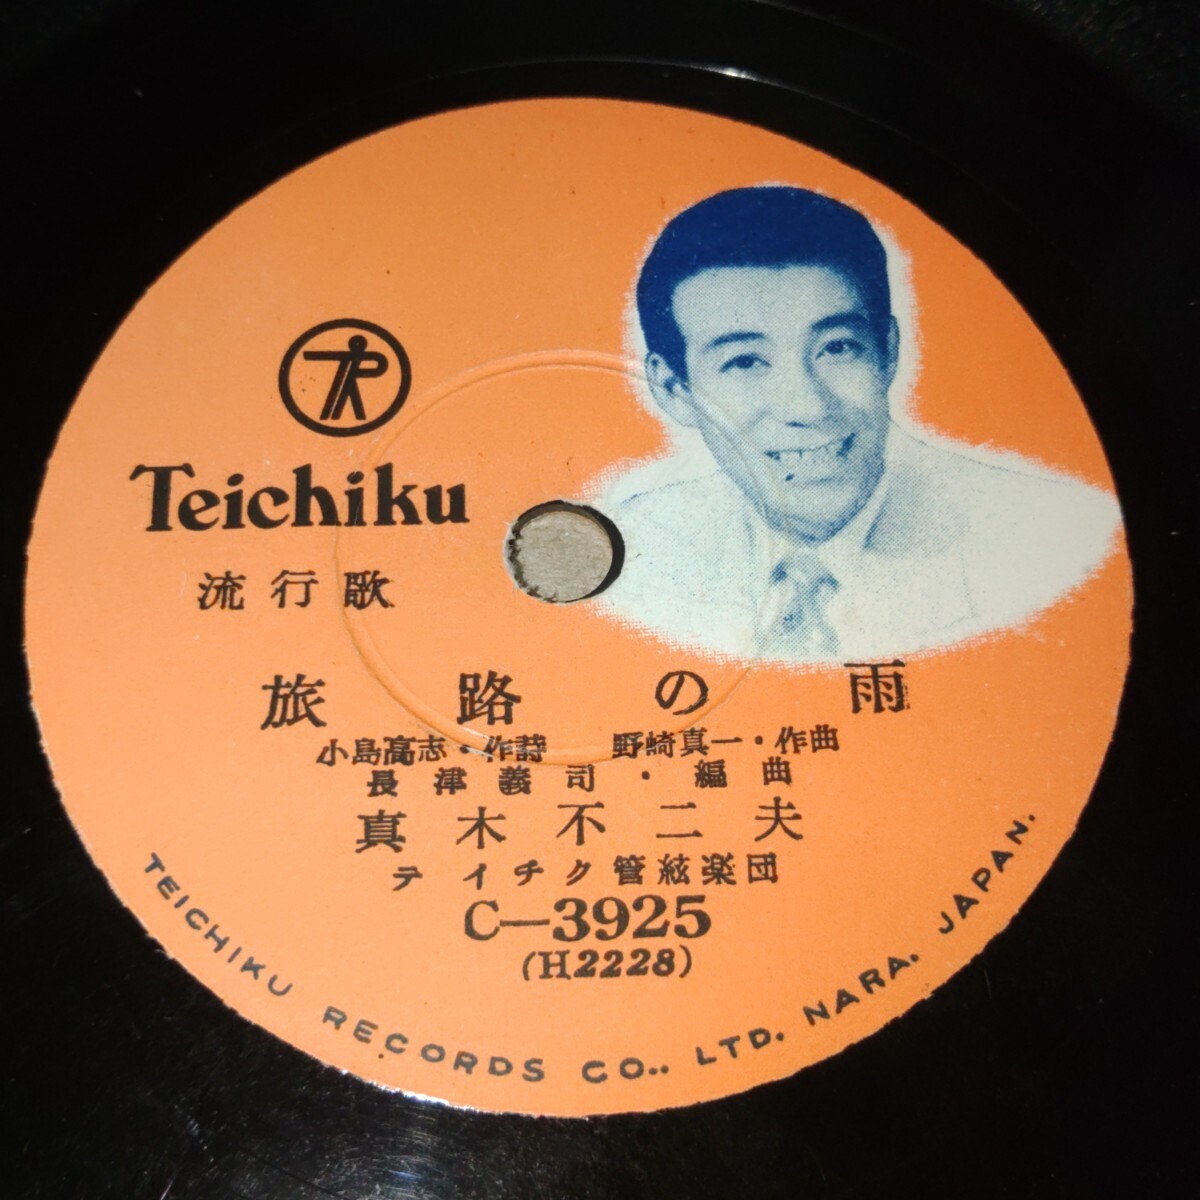 Teichiku
流行歌
旅路の雨
小島高志・作詩 野崎真一・作曲
長津義司・編曲
真木不二夫
テイチク管絃楽団
C-3925
(H2228)
TEICHIKU RECORDS CO., LTD. NARA. JAPAN.